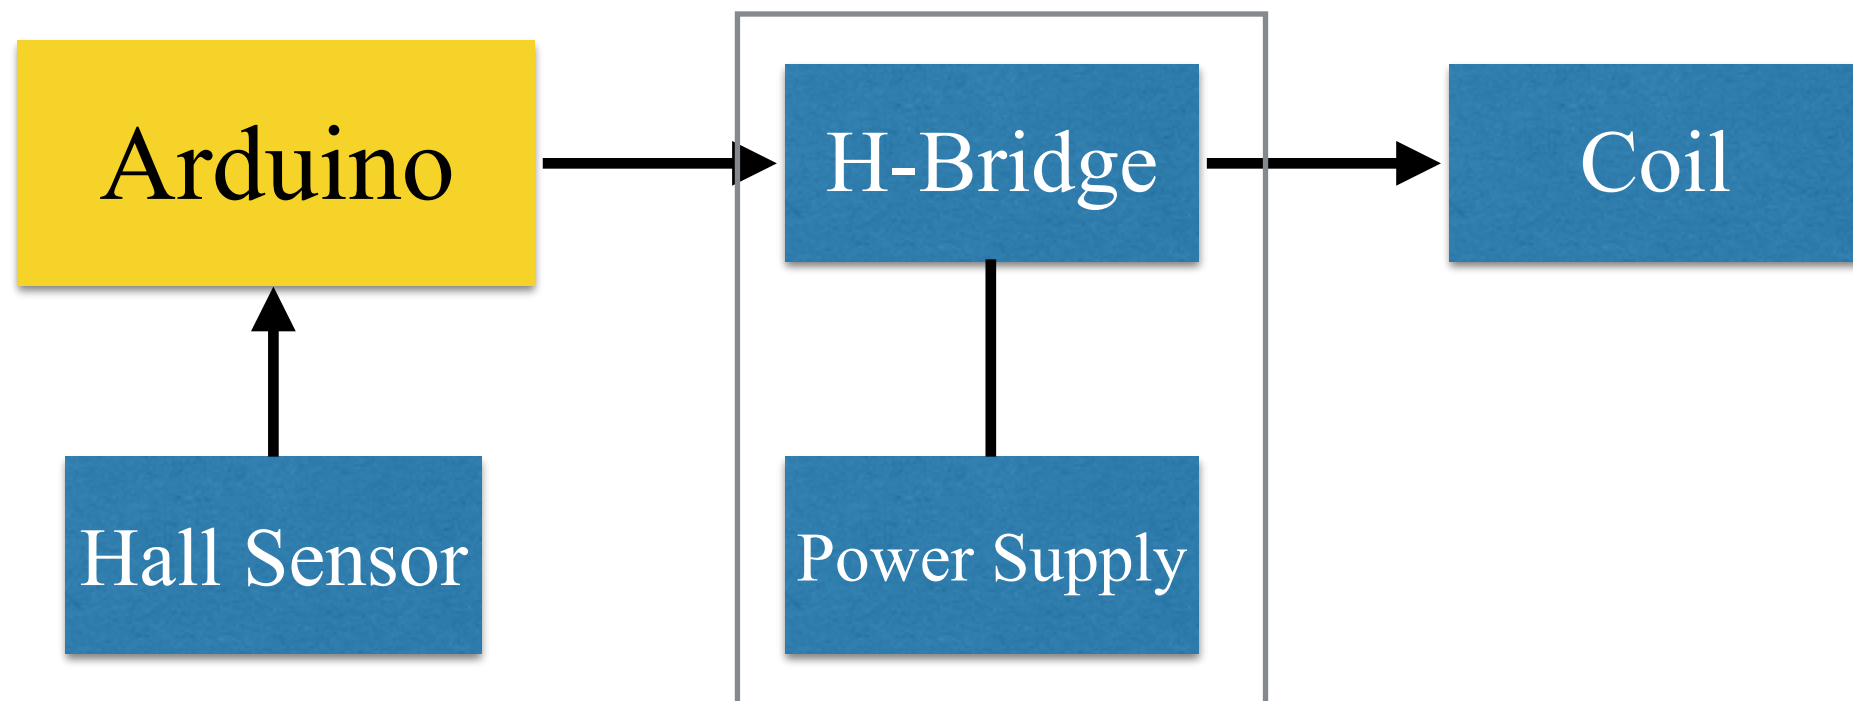 Arduino
H-Bridge
Coil
Hall Sensor
Power Supply